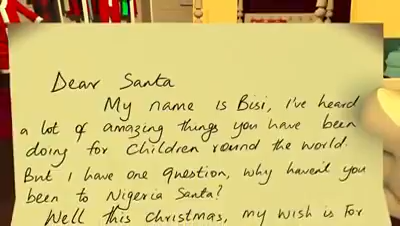 Dear Santa
My name is Bisi, I've heard
a lot of amazing things you have been
doing for children round the world.
But I have one question, why haven't you
been to Nigeria Santa?
Well this christmas, my wish is For